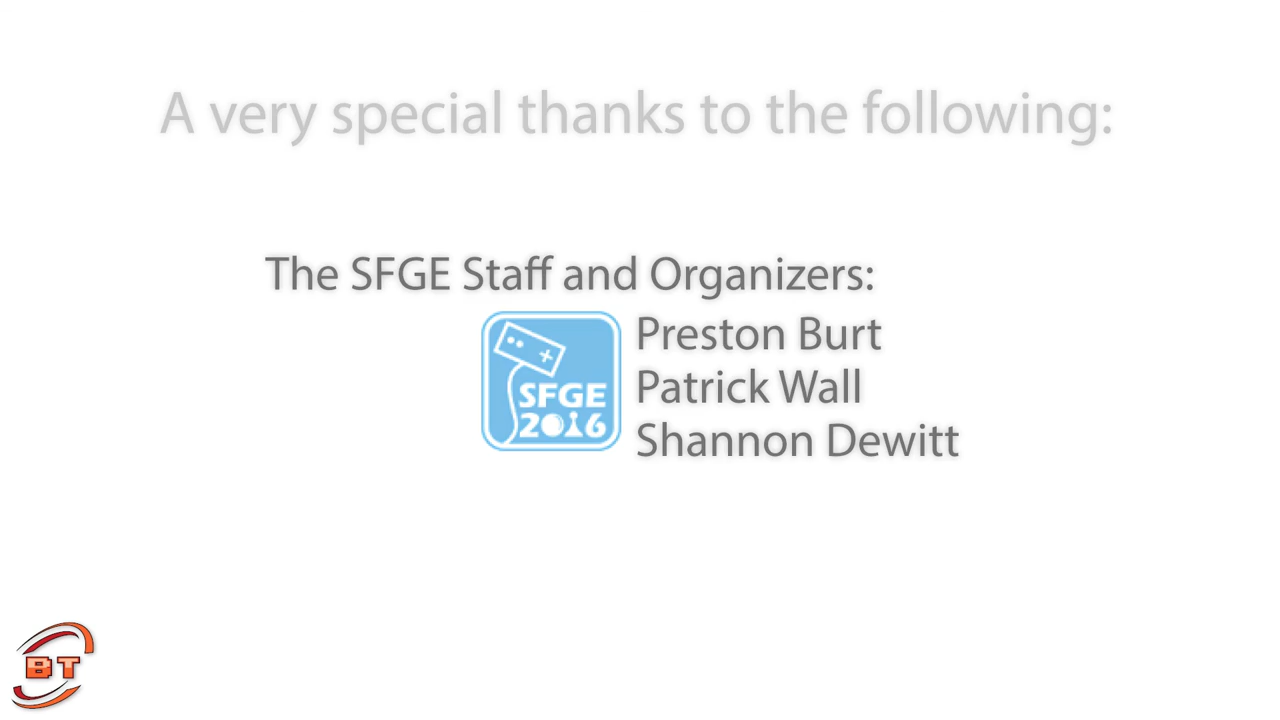 A very special thanks to the following:
The SFGE Staff and Organizers:
Preston Burt
Patrick Wall
Shannon Dewitt
SFGE
2016
BT